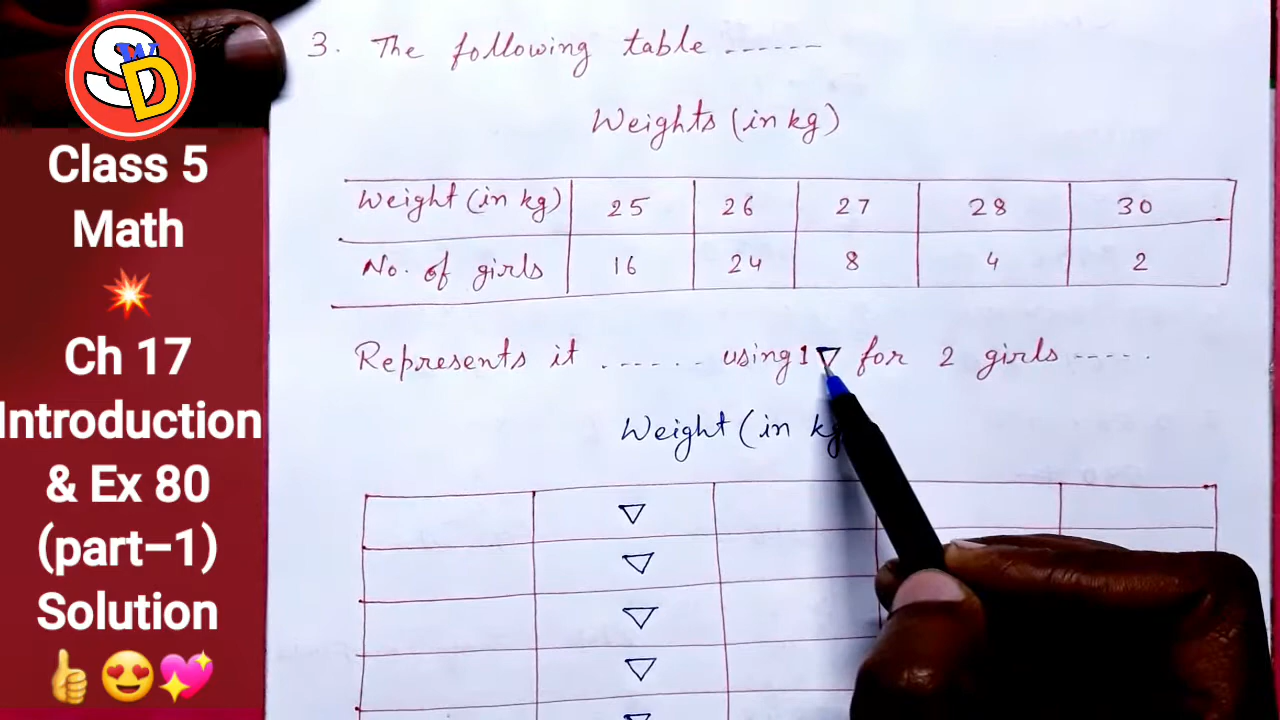 SWD
Class 5
Math
Ch 17
Introduction
& Ex 80
(part–1)
Solution
3. The following table ------
Weights (in kg)
Weight (in kg) 25 26 27 28 30
No. of girls 16 24 8 4 2
Represents it ...... using 1 ▽ for 2 girls -----.
Weight (in kg